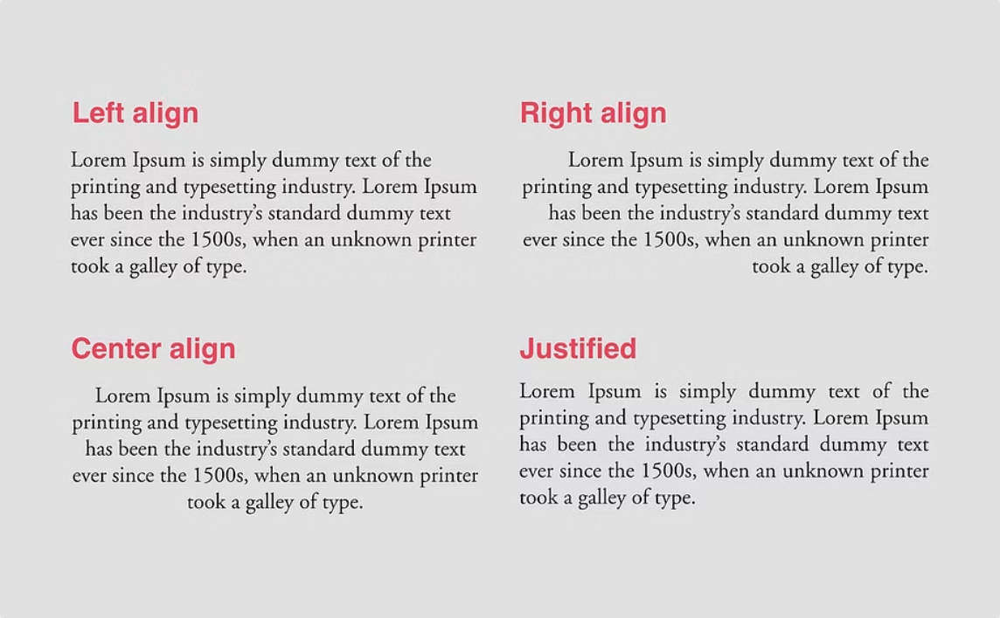 Left align
Lorem Ipsum is simply dummy text of the
printing and typesetting industry. Lorem Ipsum
has been the industry’s standard dummy text
ever since the 1500s, when an unknown printer
took a galley of type.
Right align
Lorem Ipsum is simply dummy text of the
printing and typesetting industry. Lorem Ipsum
has been the industry’s standard dummy text
ever since the 1500s, when an unknown printer
took a galley of type.
Center align
Lorem Ipsum is simply dummy text of the
printing and typesetting industry. Lorem Ipsum
has been the industry’s standard dummy text
ever since the 1500s, when an unknown printer
took a galley of type.
Justified
Lorem Ipsum is simply dummy text of the
printing and typesetting industry. Lorem Ipsum
has been the industry’s standard dummy text
ever since the 1500s, when an unknown printer
took a galley of type.